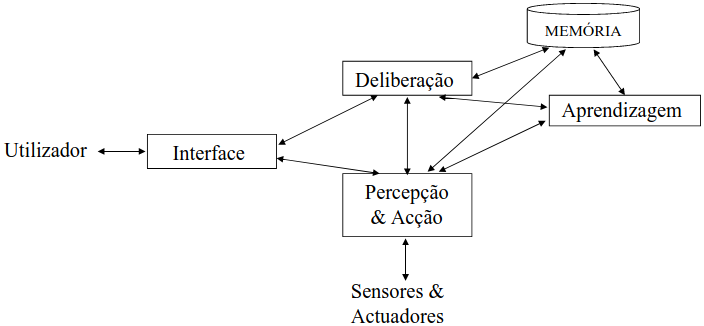 MEMÓRIA
Deliberação
Aprendizagem
Utilizador
Interface
Percepção
& Acção
Sensores &
Actuadores